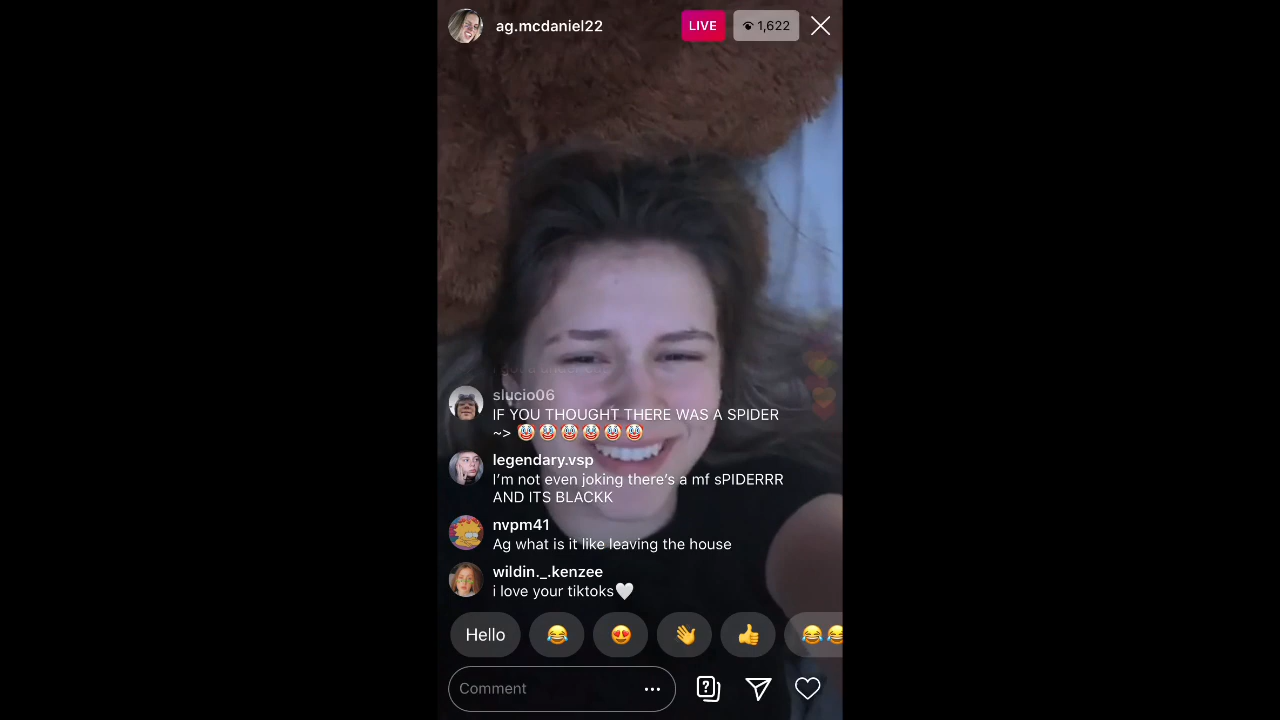 ag.mcdaniel22
LIVE
1,622
slucio06
IF YOU THOUGHT THERE WAS A SPIDER
~> 🤡🤡🤡🤡🤡🤡
legendary.vsp
I’m not even joking there’s a mf sPIDERRR
AND ITS BLACKK
nvpm41
Ag what is it like leaving the house
wildin._.kenzee
i love your tiktoks🤍
Hello
Comment